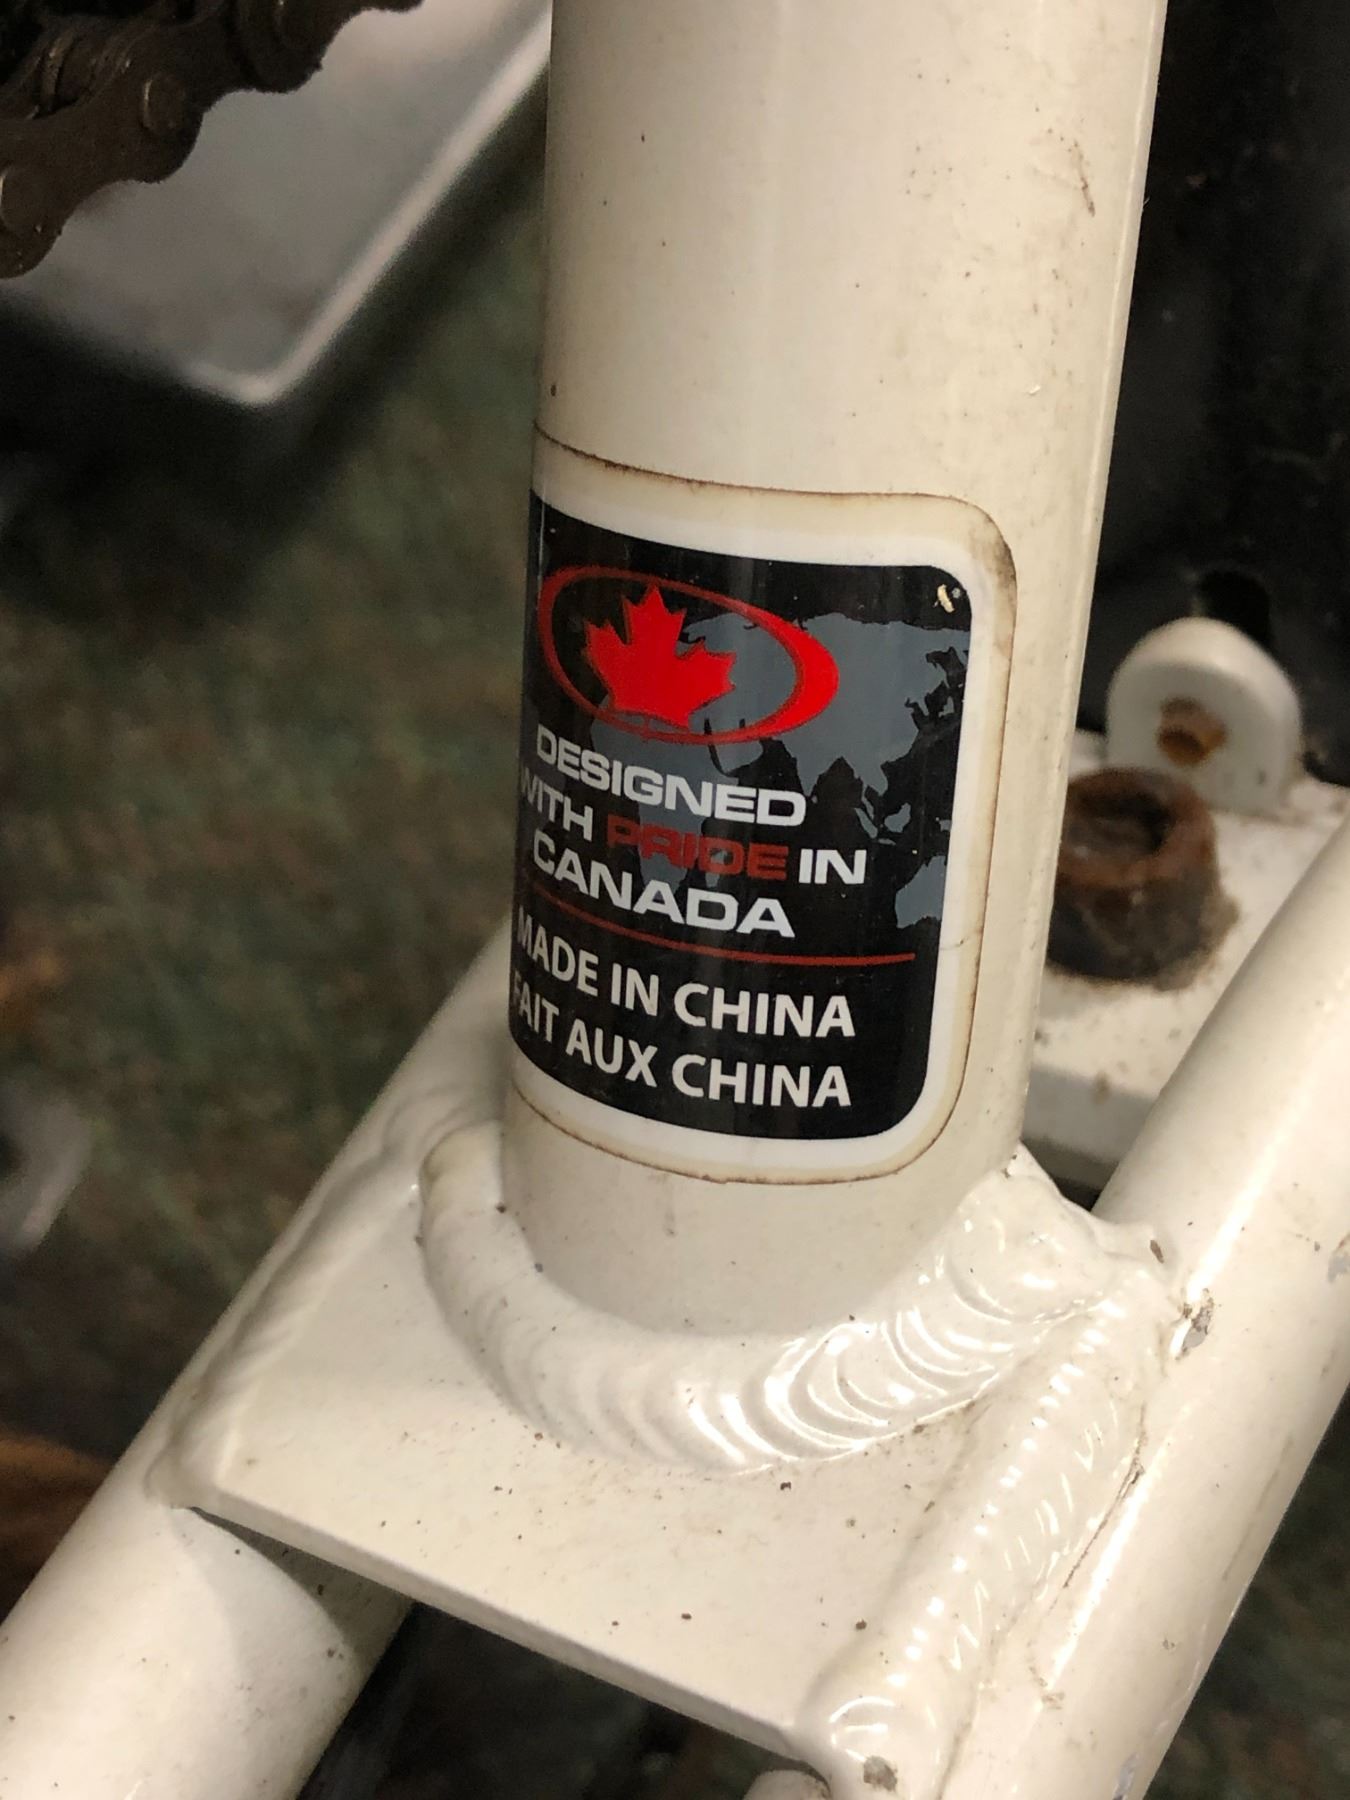 DESIGNED
WITH PRIDE IN
CANADA
MADE IN CHINA
FAIT AUX CHINA